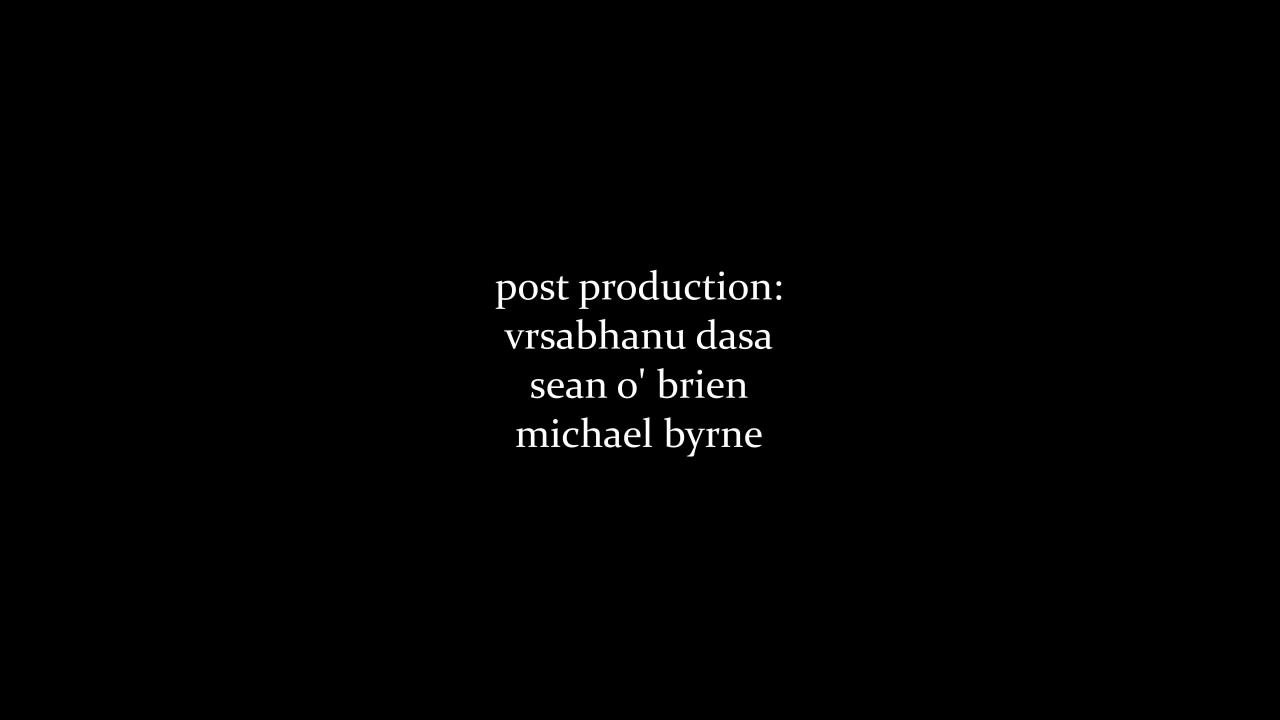 post production:
vrsabhanu dasa
sean o' brien
michael byrne